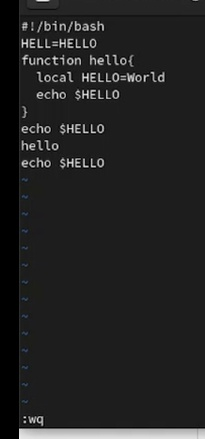 #!/bin/bash
HELL=HELLO
function hello{
  local HELLO=World
  echo $HELLO
}
echo $HELLO
hello
echo $HELLO
~
~
~
~
~
~
~
~
~
~
~
~
~
~
:wq